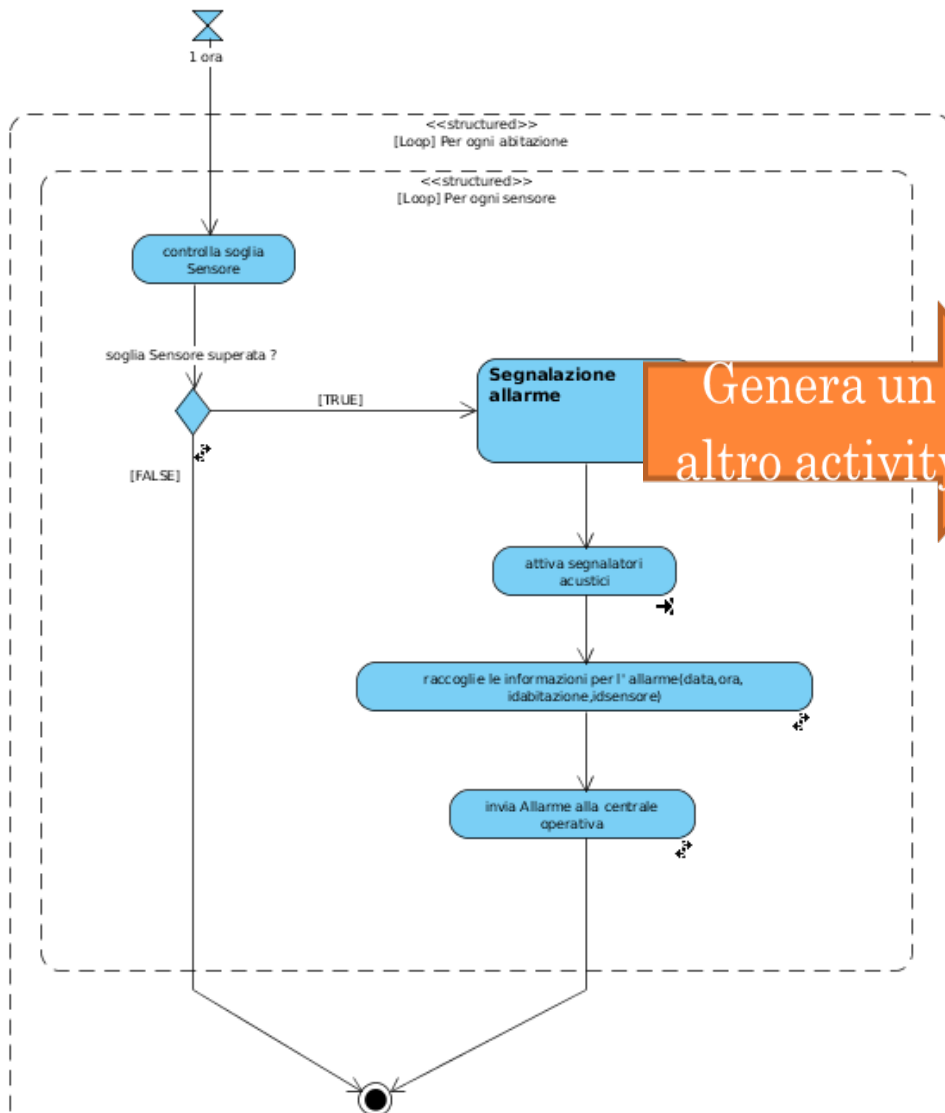 1 ora
<<structured>>
[Loop] Per ogni abitazione
<<structured>>
[Loop] Per ogni sensore
controlla soglia
Sensore
soglia Sensore superata ?
[TRUE]
[FALSE]
Segnalazione
allarme
Genera un
altro activity
attiva segnalatori
acustici
raccoglie le informazioni per l' allarme(data,ora,
idabitazione,idsensore)
invia Allarme alla centrale
operativa